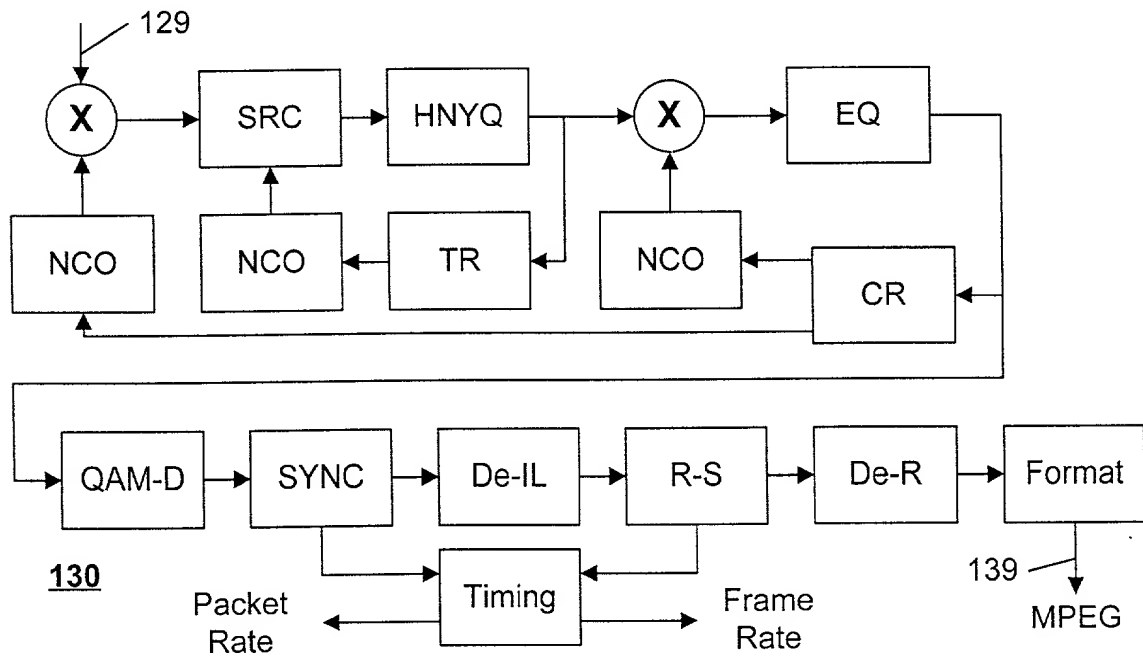 129
X
SRC
HNYQ
X
EQ
NCO
NCO
TR
NCO
CR
QAM-D
SYNC
De-IL
R-S
De-R
Format
130
Timing
139
Packet
Rate
Frame
Rate
MPEG